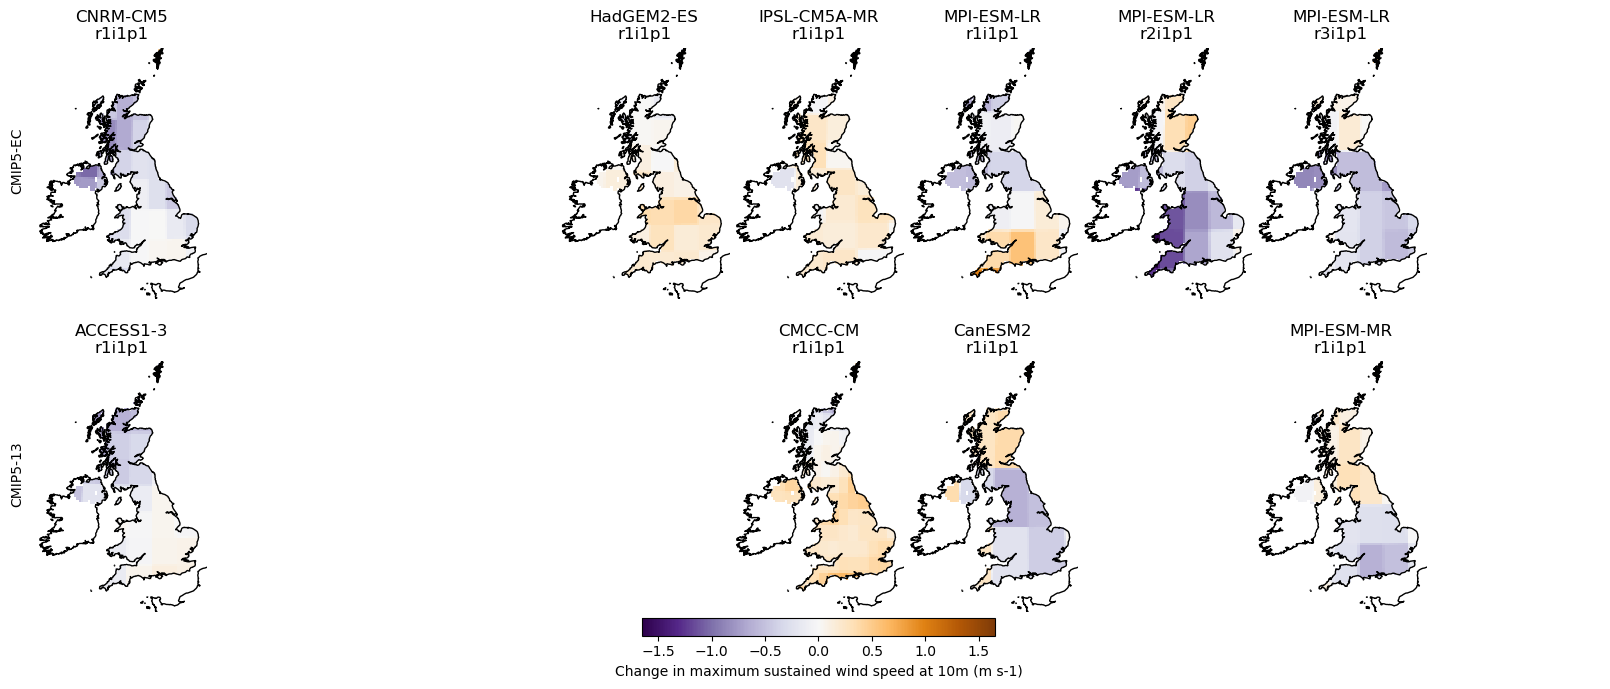 CNRM-CM5
r1i1p1
HadGEM2-ES
r1i1p1
IPSL-CM5A-MR
r1i1p1
MPI-ESM-LR
r1i1p1
MPI-ESM-LR
r2i1p1
MPI-ESM-LR
r3i1p1
CMIP5-EC
ACCESS1-3
r1i1p1
CMCC-CM
r1i1p1
CanESM2
r1i1p1
MPI-ESM-MR
r1i1p1
CMIP5-13
−1.5 −1.0 −0.5 0.0 0.5 1.0 1.5
Change in maximum sustained wind speed at 10m (m s-1)